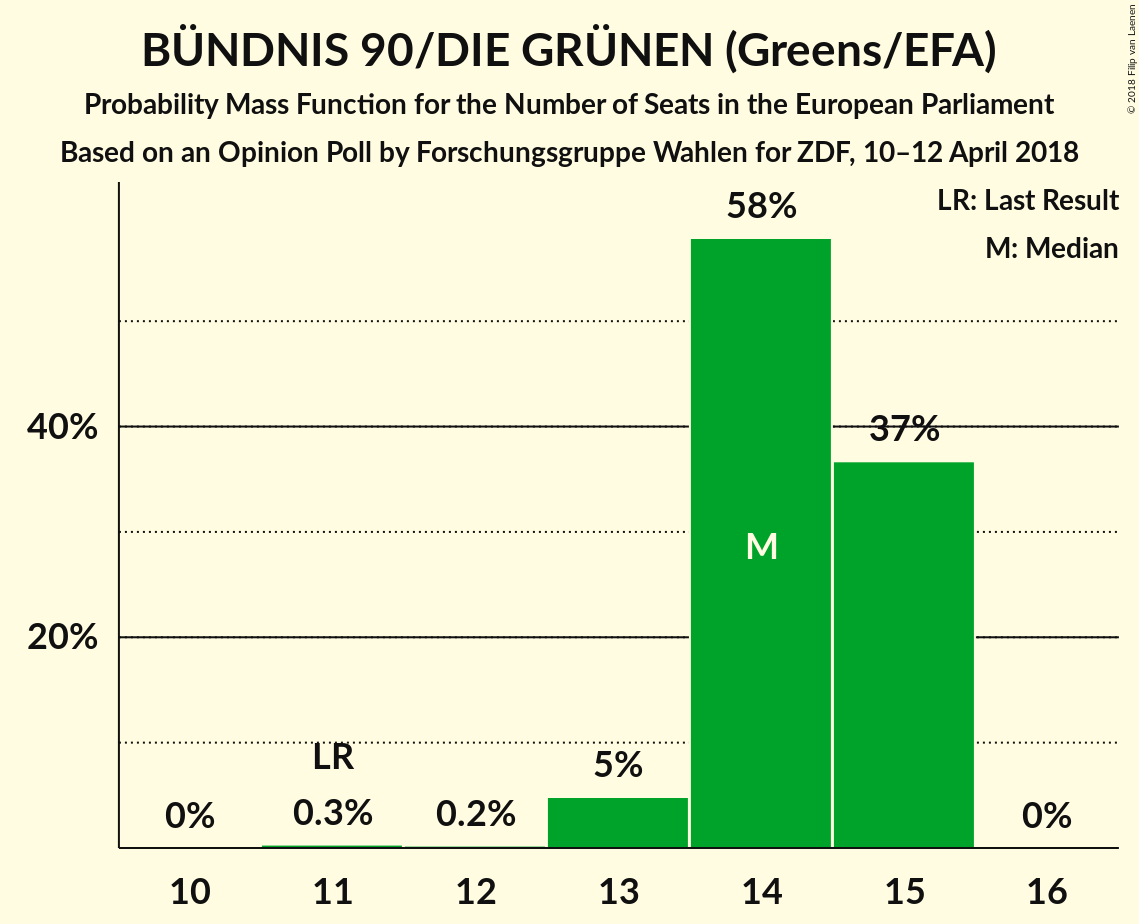 BÜNDNIS 90/DIE GRÜNEN (Greens/EFA)
Probability Mass Function for the Number of Seats in the European Parliament
Based on an Opinion Poll by Forschungsgruppe Wahlen for ZDF, 10–12 April 2018
© 2018 Filip van Laenen
LR: Last Result
M: Median
58%
40%
37%
M
20%
LR
5%
0%
0.3%
0.2%
0%
10 11 12 13 14 15 16